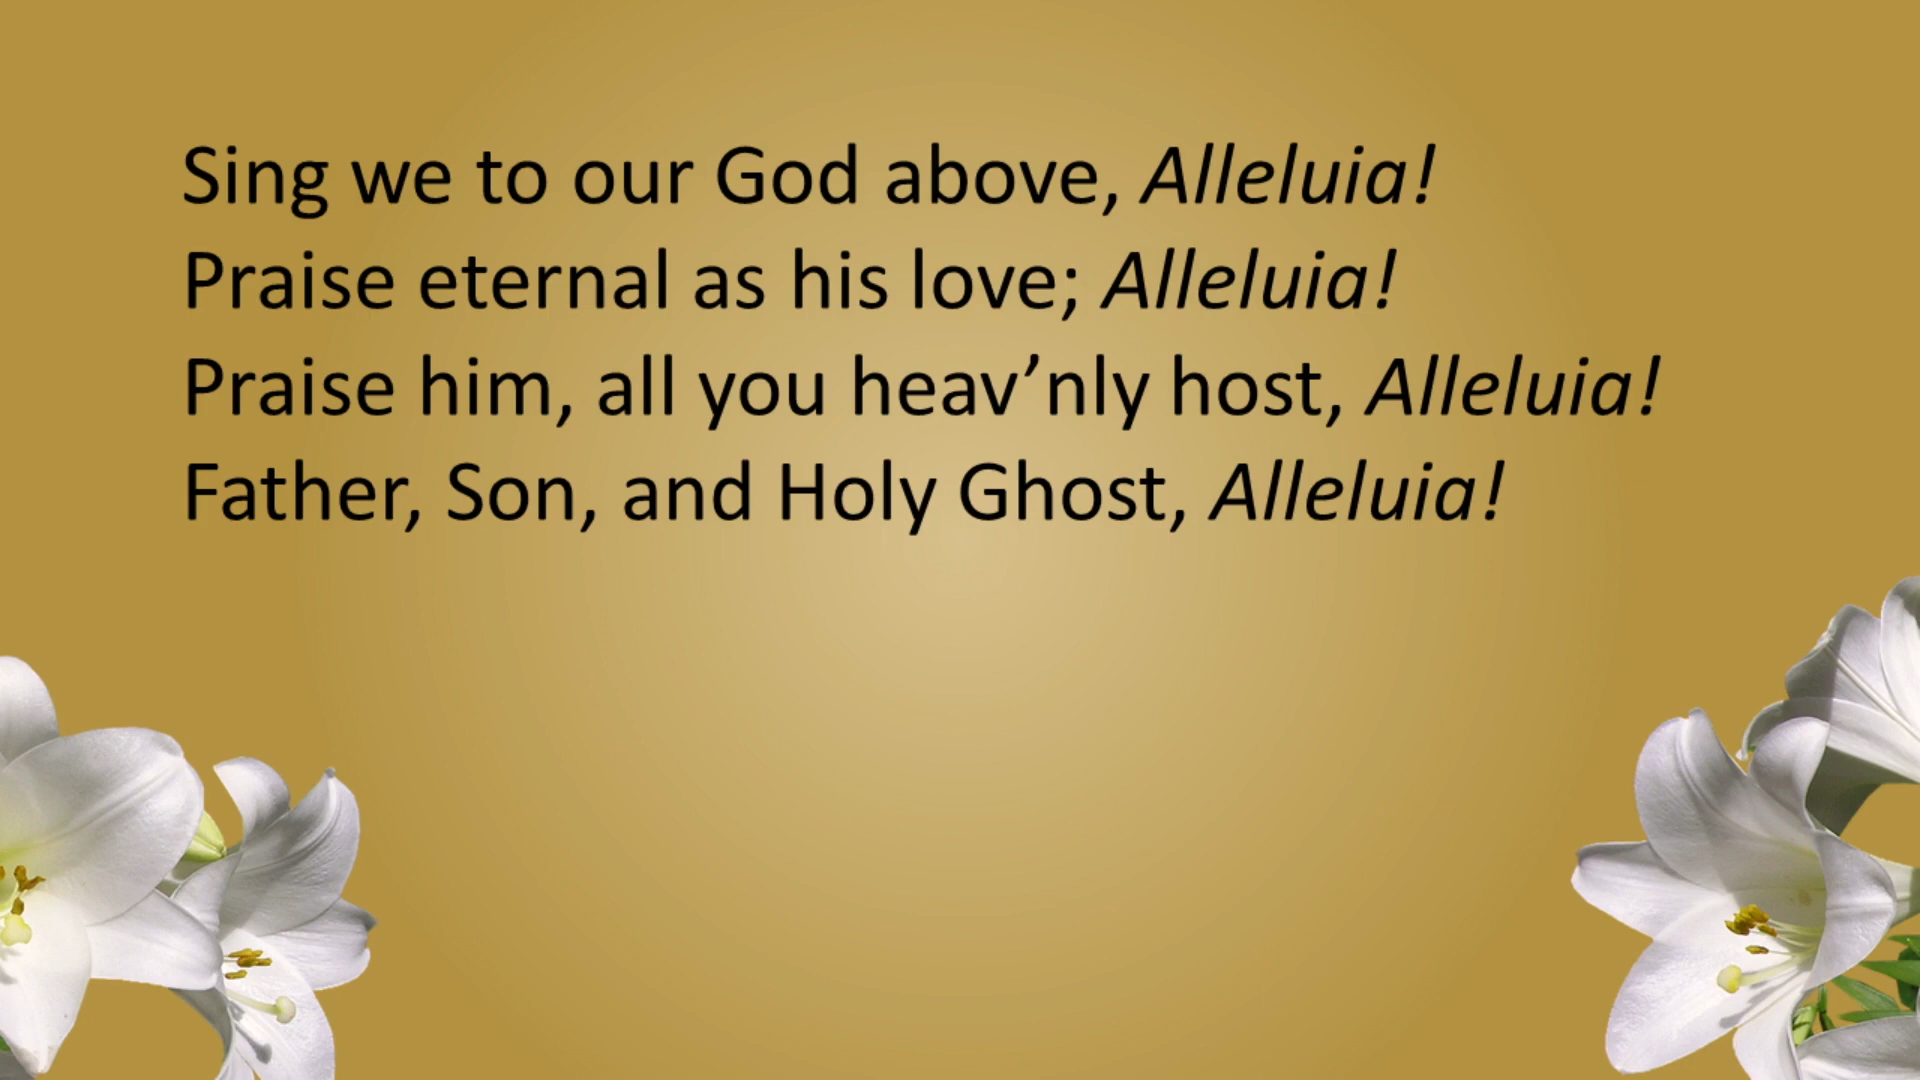 Sing we to our God above, Alleluia!
Praise eternal as his love; Alleluia!
Praise him, all you heav’nly host, Alleluia!
Father, Son, and Holy Ghost, Alleluia!